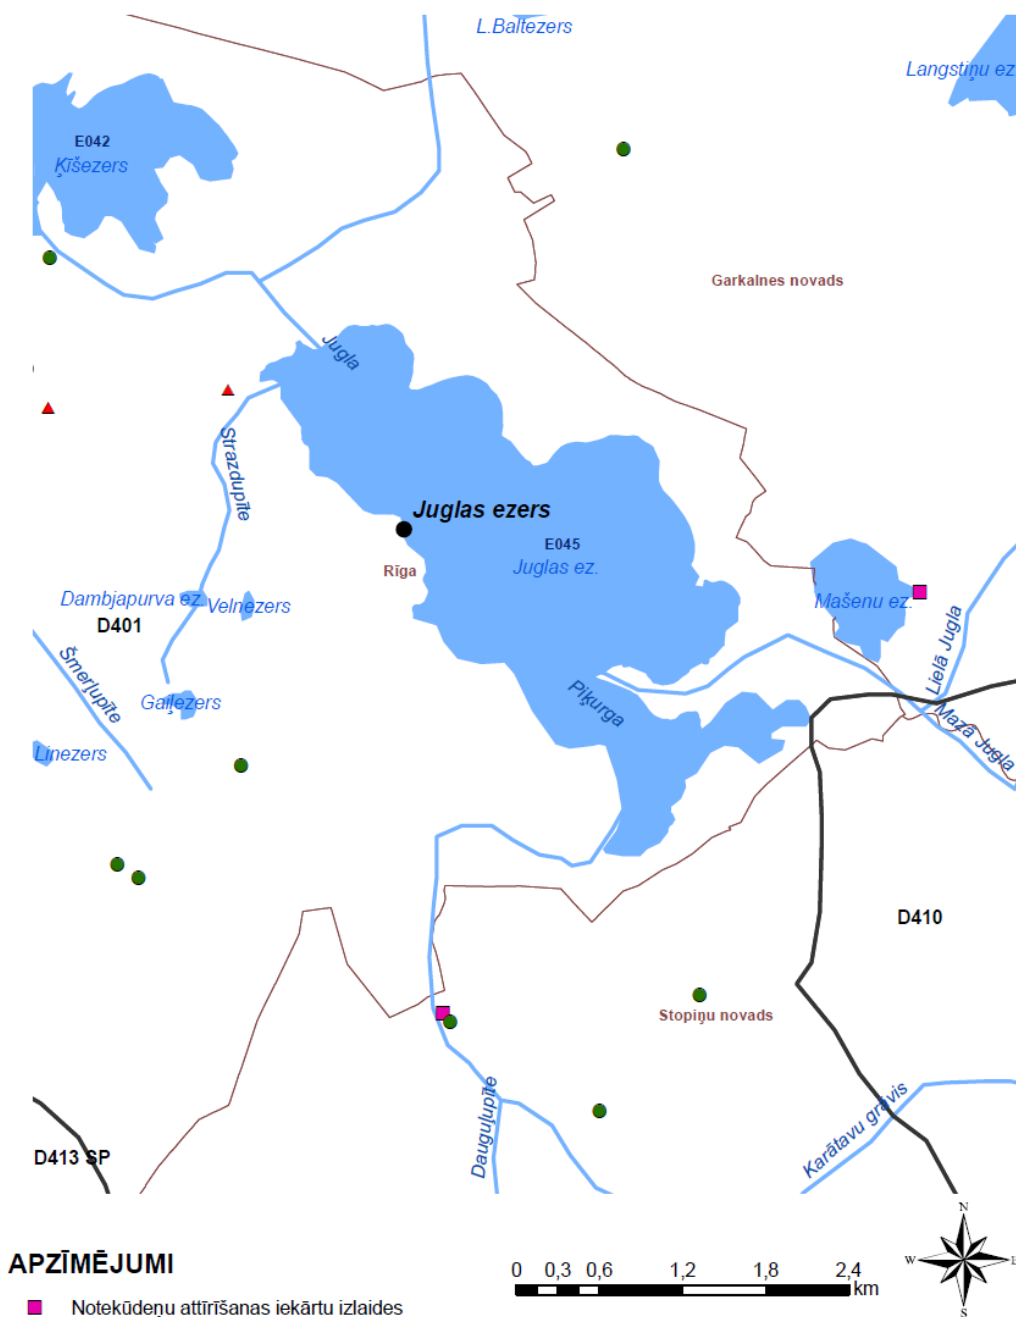 L.Baltezers
Langstiņu ez.
E042
Ķīšezers
Garkalnes novads
Jugla
Strazdupīte
Juglas ezers
E045
Juglas ez.
Rīga
Dambjapurva ez.
Velnezers
Mašenu ez.
D401
Lielā Jugla
Šmerļupīte
Gaiļezers
Piķurga
Mazā Jugla
Linezers
D410
Stopiņu novads
Dauguļupīte
Karātavu grāvis
D413 SP
N
W
E
S
APZĪMĒJUMI
0 0,3 0,6 1,2 1,8 2,4
km
Notekūdeņu attīrīšanas iekārtu izlaides